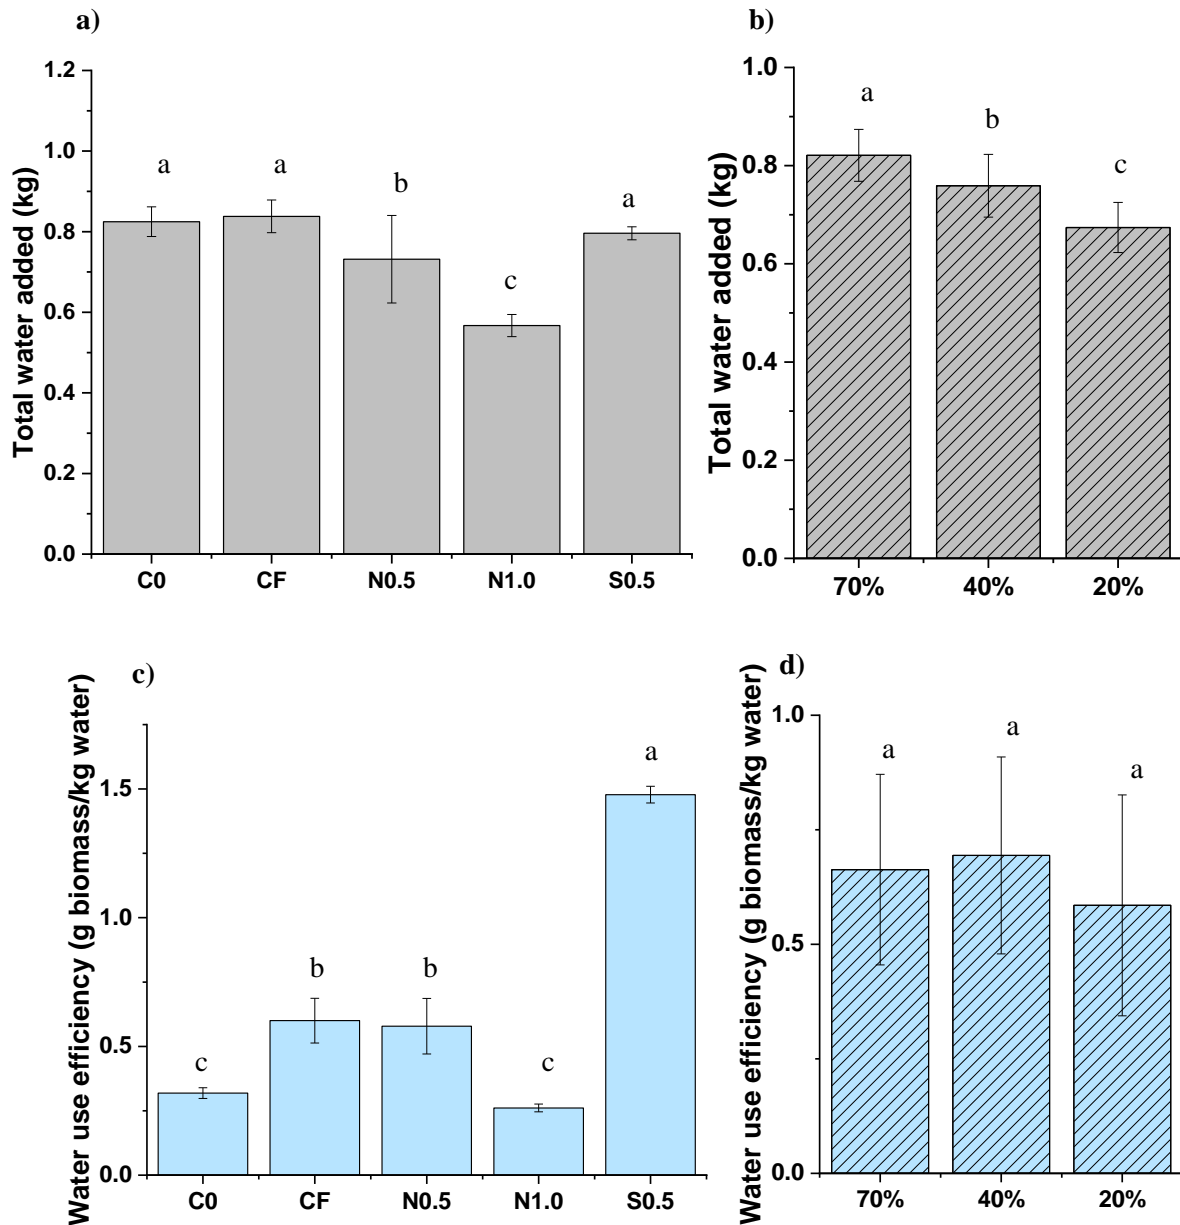 a)
Total water added (kg)
1.2
1.0
0.8
0.6
0.4
0.2
0.0
a
a
b
c
a
C0 CF N0.5 N1.0 S0.5
b)
Total water added (kg)
1.0
0.8
0.6
0.4
0.2
0.0
a
b
c
70% 40% 20%
c)
Water use efficiency (g biomass/kg water)
1.5
1.0
0.5
0.0
c
b
b
c
a
C0 CF N0.5 N1.0 S0.5
d)
Water use efficiency (g biomass/kg water)
1.0
0.5
0.0
a
a
a
70% 40% 20%